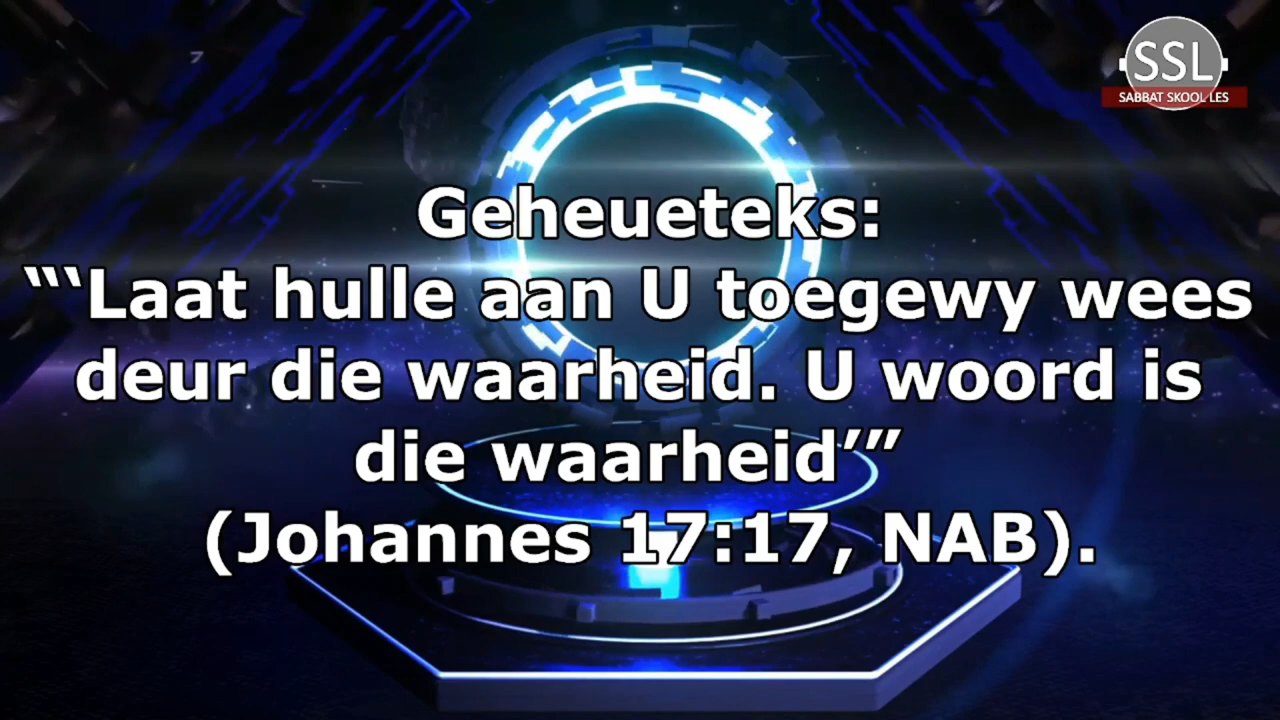 SSL
SABBAT SKOOL LES
Geheueteks:
“‘‘Laat hulle aan U toegewy wees
deur die waarheid. U woord is
die waarheid’”
(Johannes 17:17, NAB).